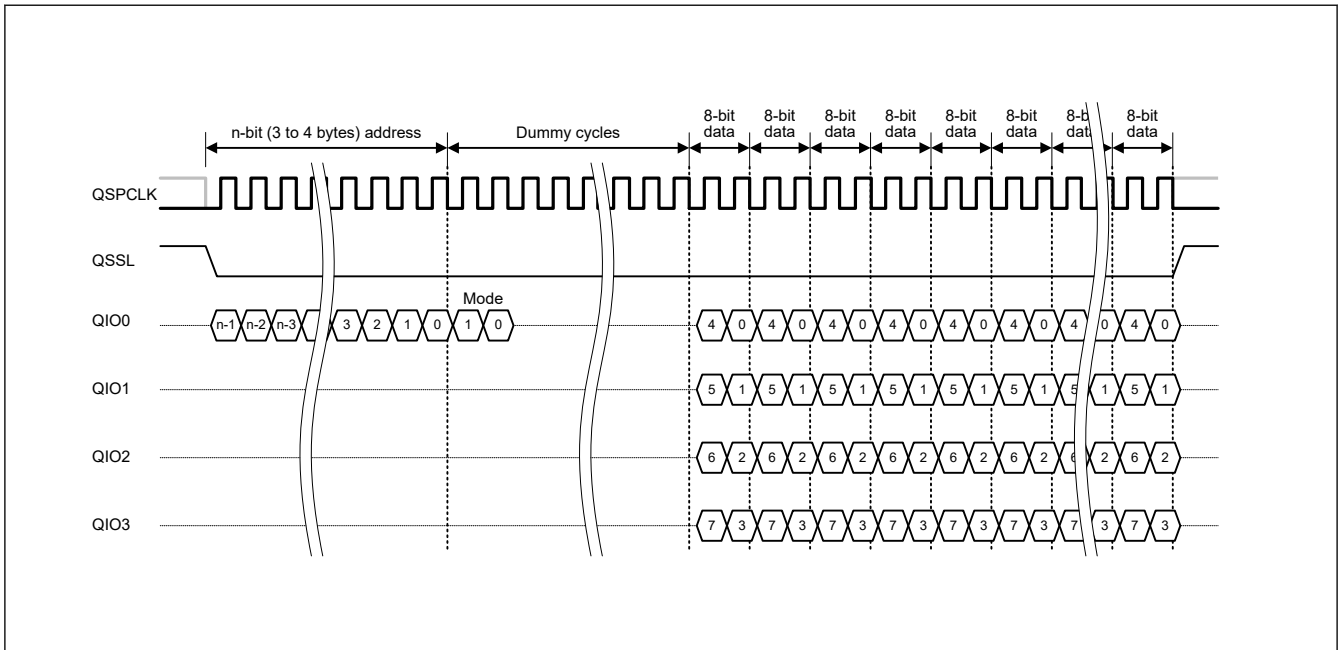 8-bit 8-bit 8-bit 8-bit 8-bit 8-bit 8-b 8-bit
n-bit (3 to 4 bytes) address Dummy cycles data data data data data data data data
QSPCLK
QSSL
Mode
QIO0 n-1 n-2 n-3 3 2 1 0 1 0 4 0 4 0 4 0 4 0 4 0 4 0 4 0 4 0
QIO1 5 1 5 1 5 1 5 1 5 1 5 1 5 1 5 1
QIO2 6 2 6 2 6 2 6 2 6 2 6 2 6 2 6 2
QIO3 7 3 7 3 7 3 7 3 7 3 7 3 7 3 7 3